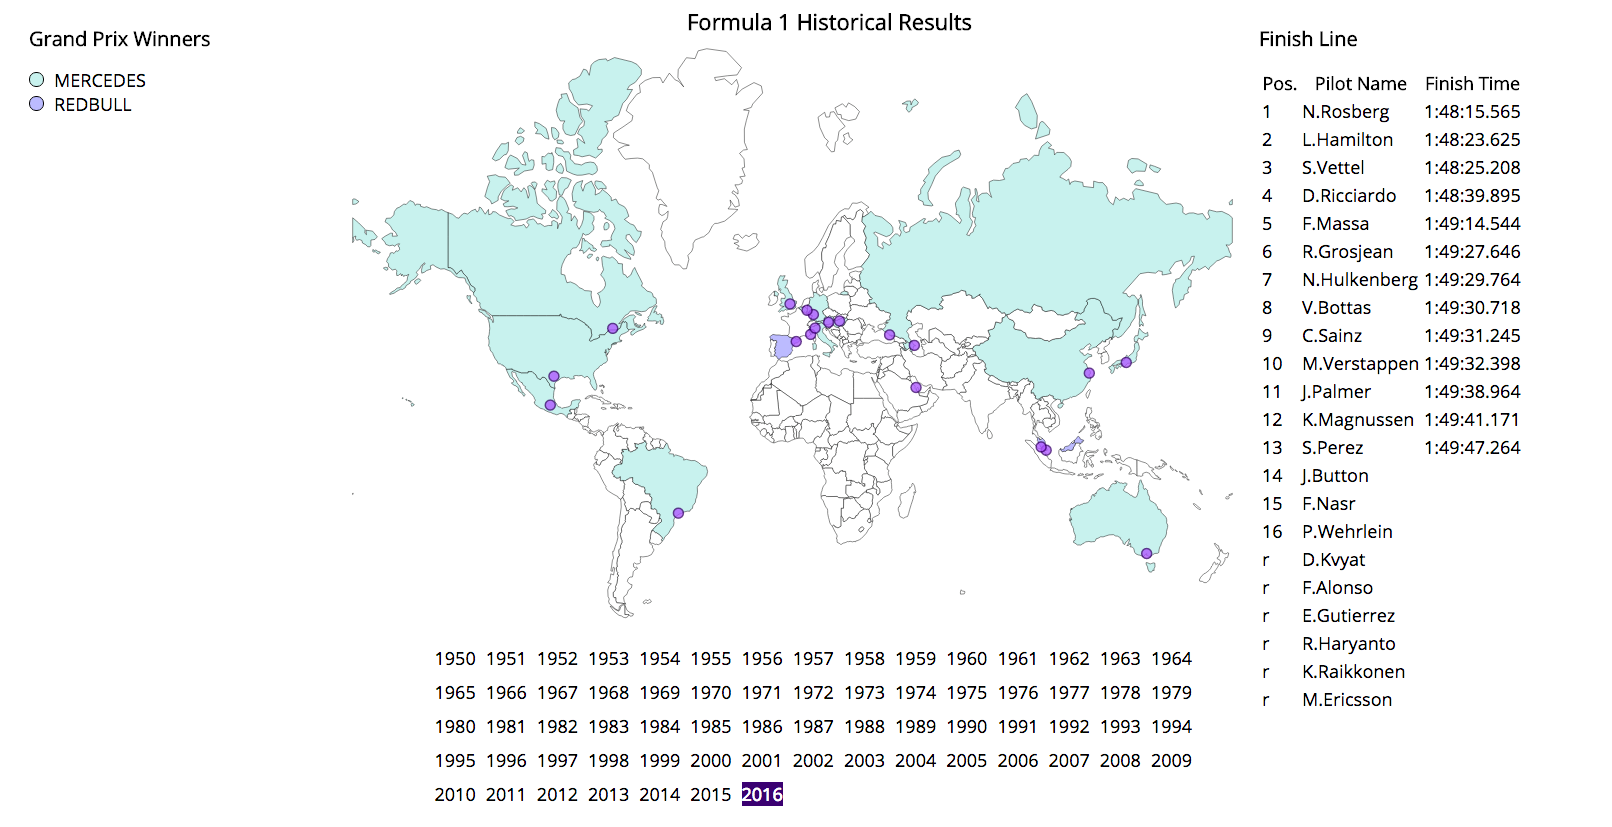 Formula 1 Historical Results
Grand Prix Winners
MERCEDES
REDBULL
Finish Line
Pos. Pilot Name Finish Time
1 N.Rosberg 1:48:15.565
2 L.Hamilton 1:48:23.625
3 S.Vettel 1:48:25.208
4 D.Ricciardo 1:48:39.895
5 F.Massa 1:49:14.544
6 R.Grosjean 1:49:27.646
7 N.Hulkenberg 1:49:29.764
8 V.Bottas 1:49:30.718
9 C.Sainz 1:49:31.245
10 M.Verstappen 1:49:32.398
11 J.Palmer 1:49:38.964
12 K.Magnussen 1:49:41.171
13 S.Perez 1:49:47.264
14 J.Button
15 F.Nasr
16 P.Wehrlein
r D.Kvyat
r F.Alonso
r E.Gutierrez
r R.Haryanto
r K.Raikkonen
r M.Ericsson
1950 1951 1952 1953 1954 1955 1956 1957 1958 1959 1960 1961 1962 1963 1964
1965 1966 1967 1968 1969 1970 1971 1972 1973 1974 1975 1976 1977 1978 1979
1980 1981 1982 1983 1984 1985 1986 1987 1988 1989 1990 1991 1992 1993 1994
1995 1996 1997 1998 1999 2000 2001 2002 2003 2004 2005 2006 2007 2008 2009
2010 2011 2012 2013 2014 2015 2016